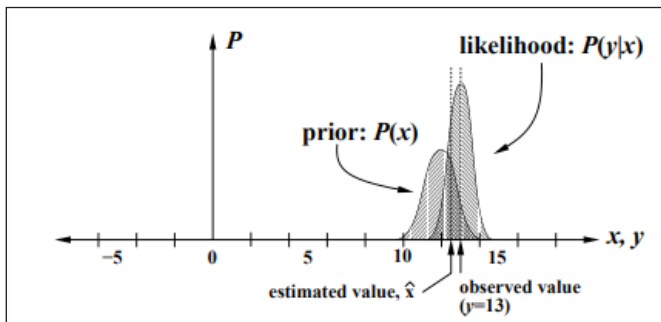 P
likelihood: P(y|x)
prior: P(x)
x, y
−5 0 5 10 15
estimated value, x̂
observed value
(y=13)